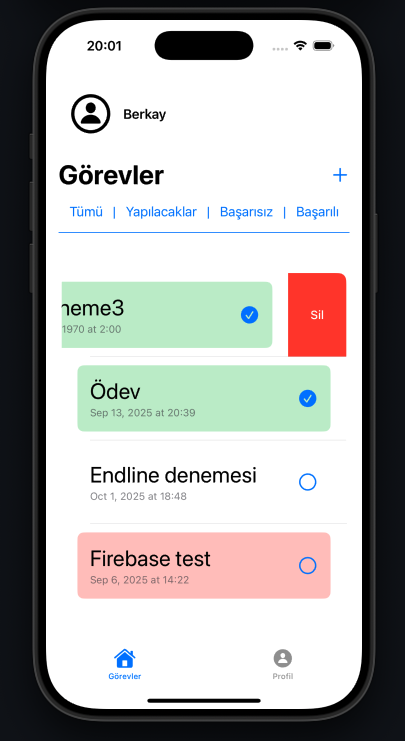 20:01
Berkay
Görevler
Tümü | Yapılacaklar | Başarısız | Başarılı
neme3
1970 at 2:00
Sil
Ödev
Sep 13, 2025 at 20:39
Endline denemesi
Oct 1, 2025 at 18:48
Firebase test
Sep 6, 2025 at 14:22
Görevler
Profil